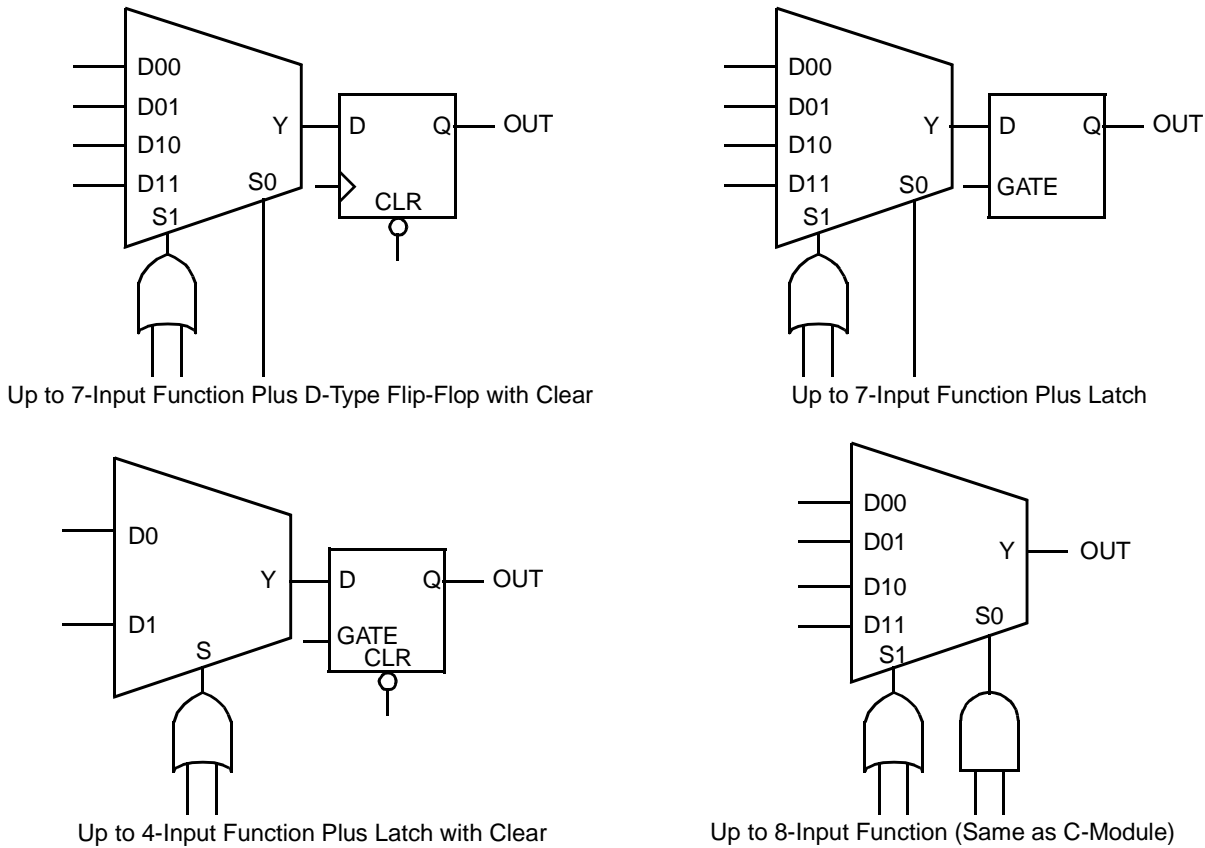 D00
D01
D10
D11
Y
S0
S1
D
Q
CLR
OUT
Up to 7-Input Function Plus D-Type Flip-Flop with Clear
D00
D01
D10
D11
Y
S0
S1
D
Q
GATE
OUT
Up to 7-Input Function Plus Latch
D0
D1
Y
S
D
Q
GATE
CLR
OUT
Up to 4-Input Function Plus Latch with Clear
D00
D01
D10
D11
Y
S0
S1
OUT
Up to 8-Input Function (Same as C-Module)